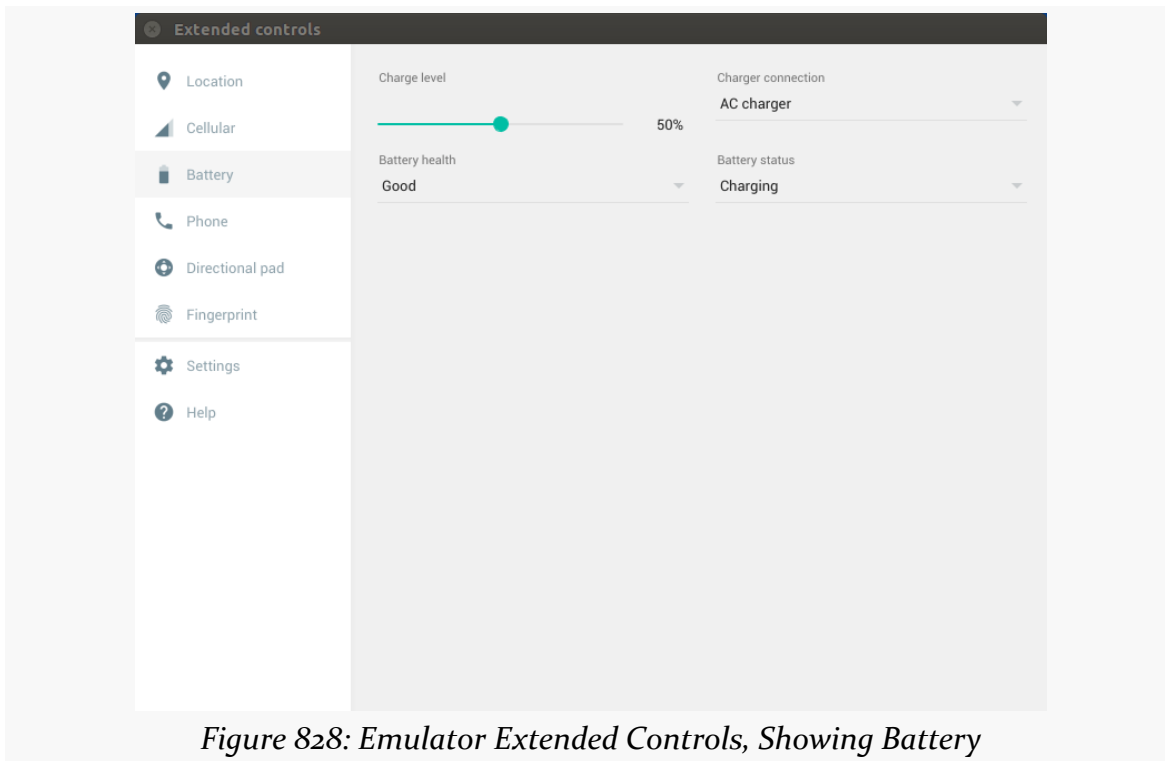 Extended controls
Location
Cellular
Battery
Phone
Directional pad
Fingerprint
Settings
Help
Charge level
50%
Charger connection
AC charger
Battery health
Good
Battery status
Charging
Figure 828: Emulator Extended Controls, Showing Battery